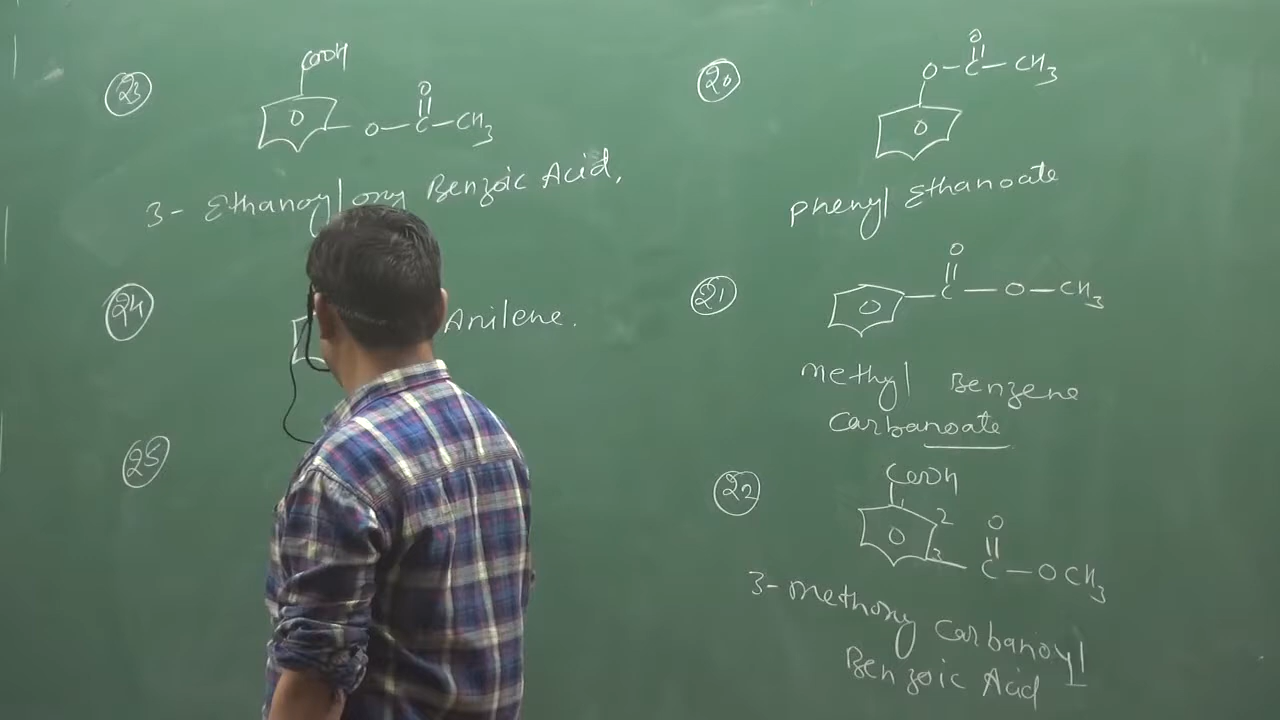 23
COOH
O
O
O — C — CH3
3- Ethanoyl oxy Benzoic Acid,
24
Anilene.
25
20
O
O — C — CH3
O
phenyl Ethanoate
21
O
O
— C — O — CH3
methyl Benzene
Carbanoate
22
COOH
1
2
O
3
O
C — OCH3
3- methoxy Carbanoyl
Benzoic Acid